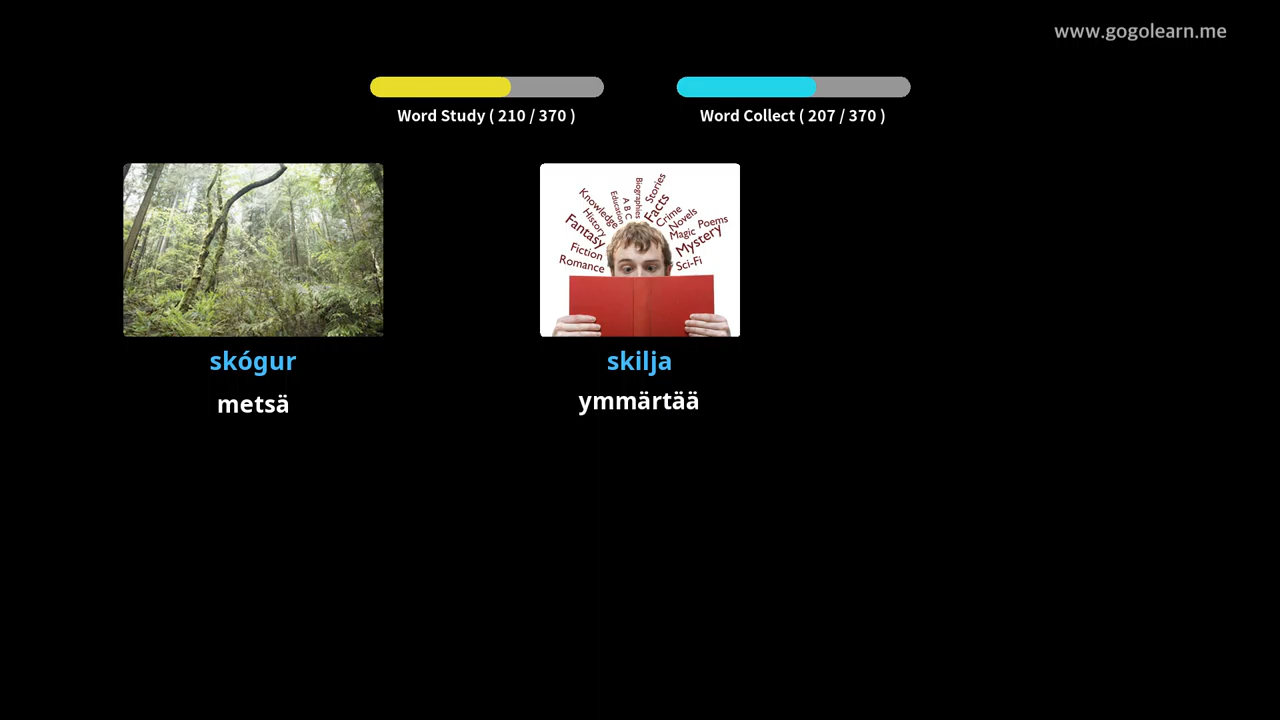 www.gogolearn.me
Word Study ( 210 / 370 )
Word Collect ( 207 / 370 )
Knowledge
History
Fantasy
Fiction
Romance
Education
A B C
Biographies
Stories
Facts
Crime
Novels
Magic
Poems
Mystery
Sci-Fi
skógur
skilja
metsä
ymmärtää